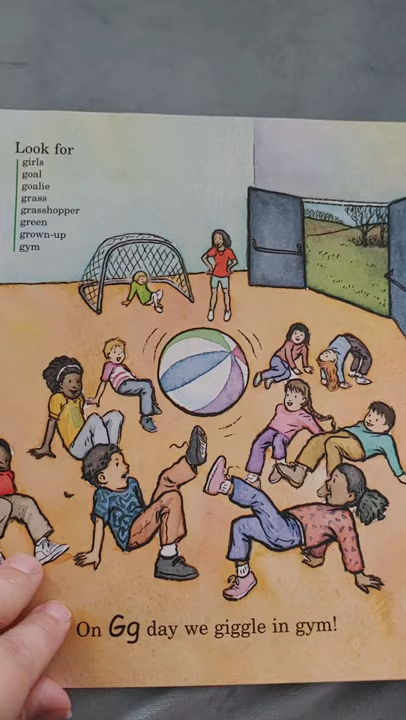 Look for
girls
goal
goalie
grass
grasshopper
green
grown-up
gym
On Gg day we giggle in gym!